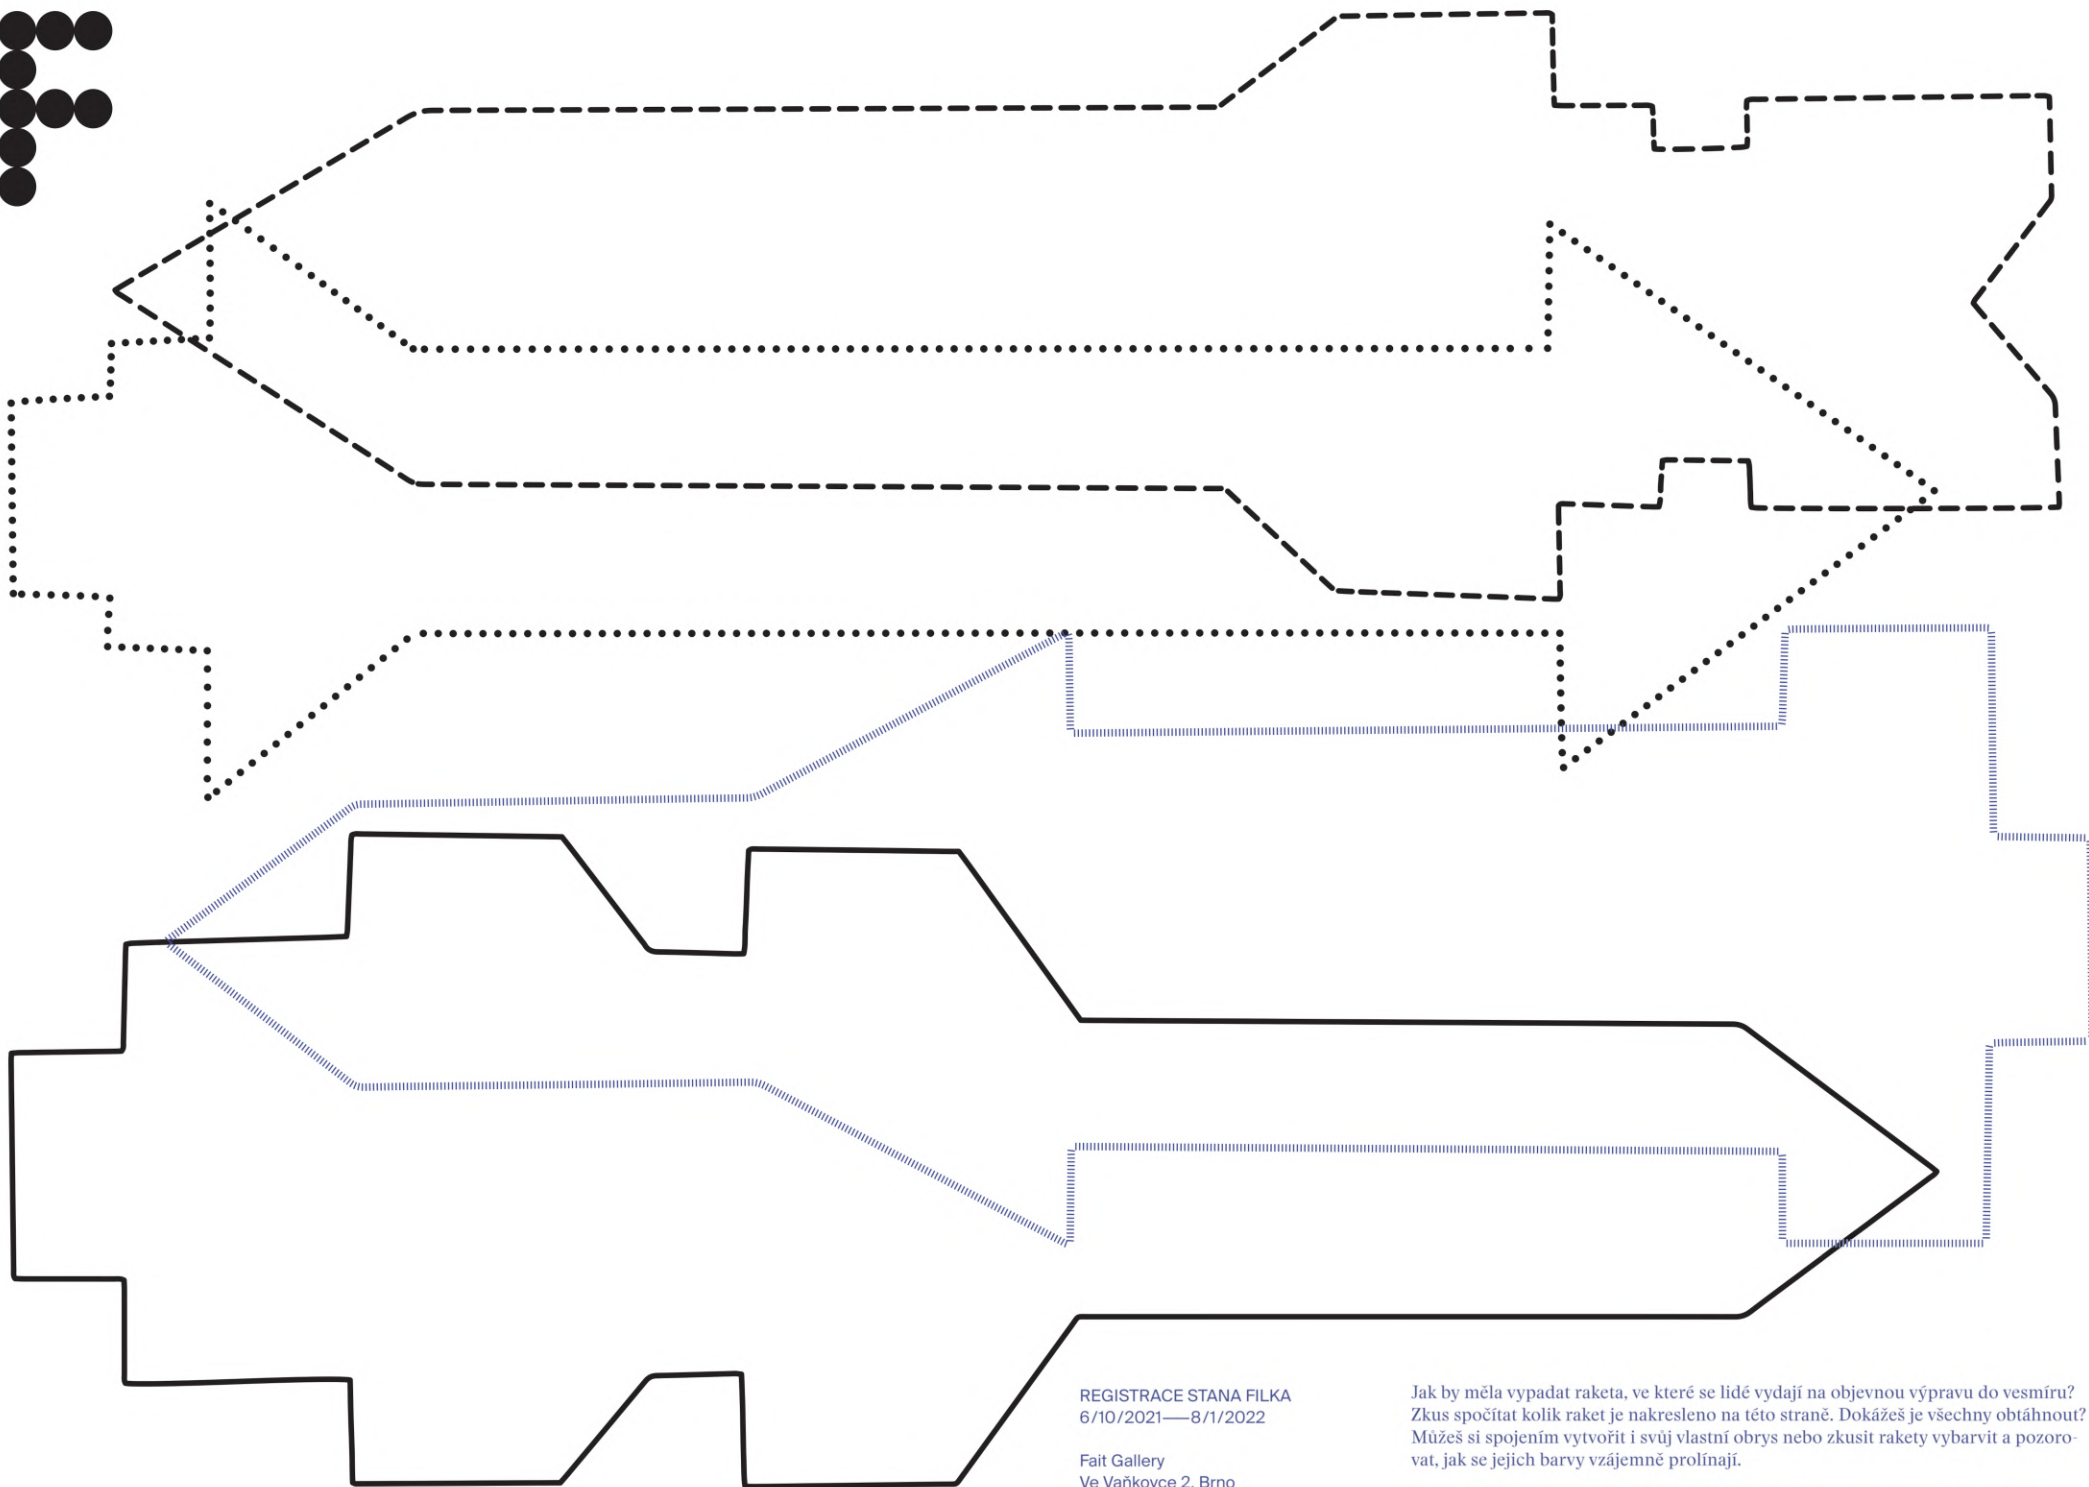 REGISTRACE STANA FILKA
6/10/2021—8/1/2022
Fait Gallery
Ve Vaňkovce 2, Brno
Jak by měla vypadat raketa, ve které se lidé vydají na objevnou výpravu do vesmíru?
Zkus spočítat kolik raket je nakresleno na této straně. Dokážeš je všechny obtáhnout?
Můžeš si spojením vytvořit i svůj vlastní obrys nebo zkusit rakety vybarvit a pozoro-
vat, jak se jejich barvy vzájemně prolínají.